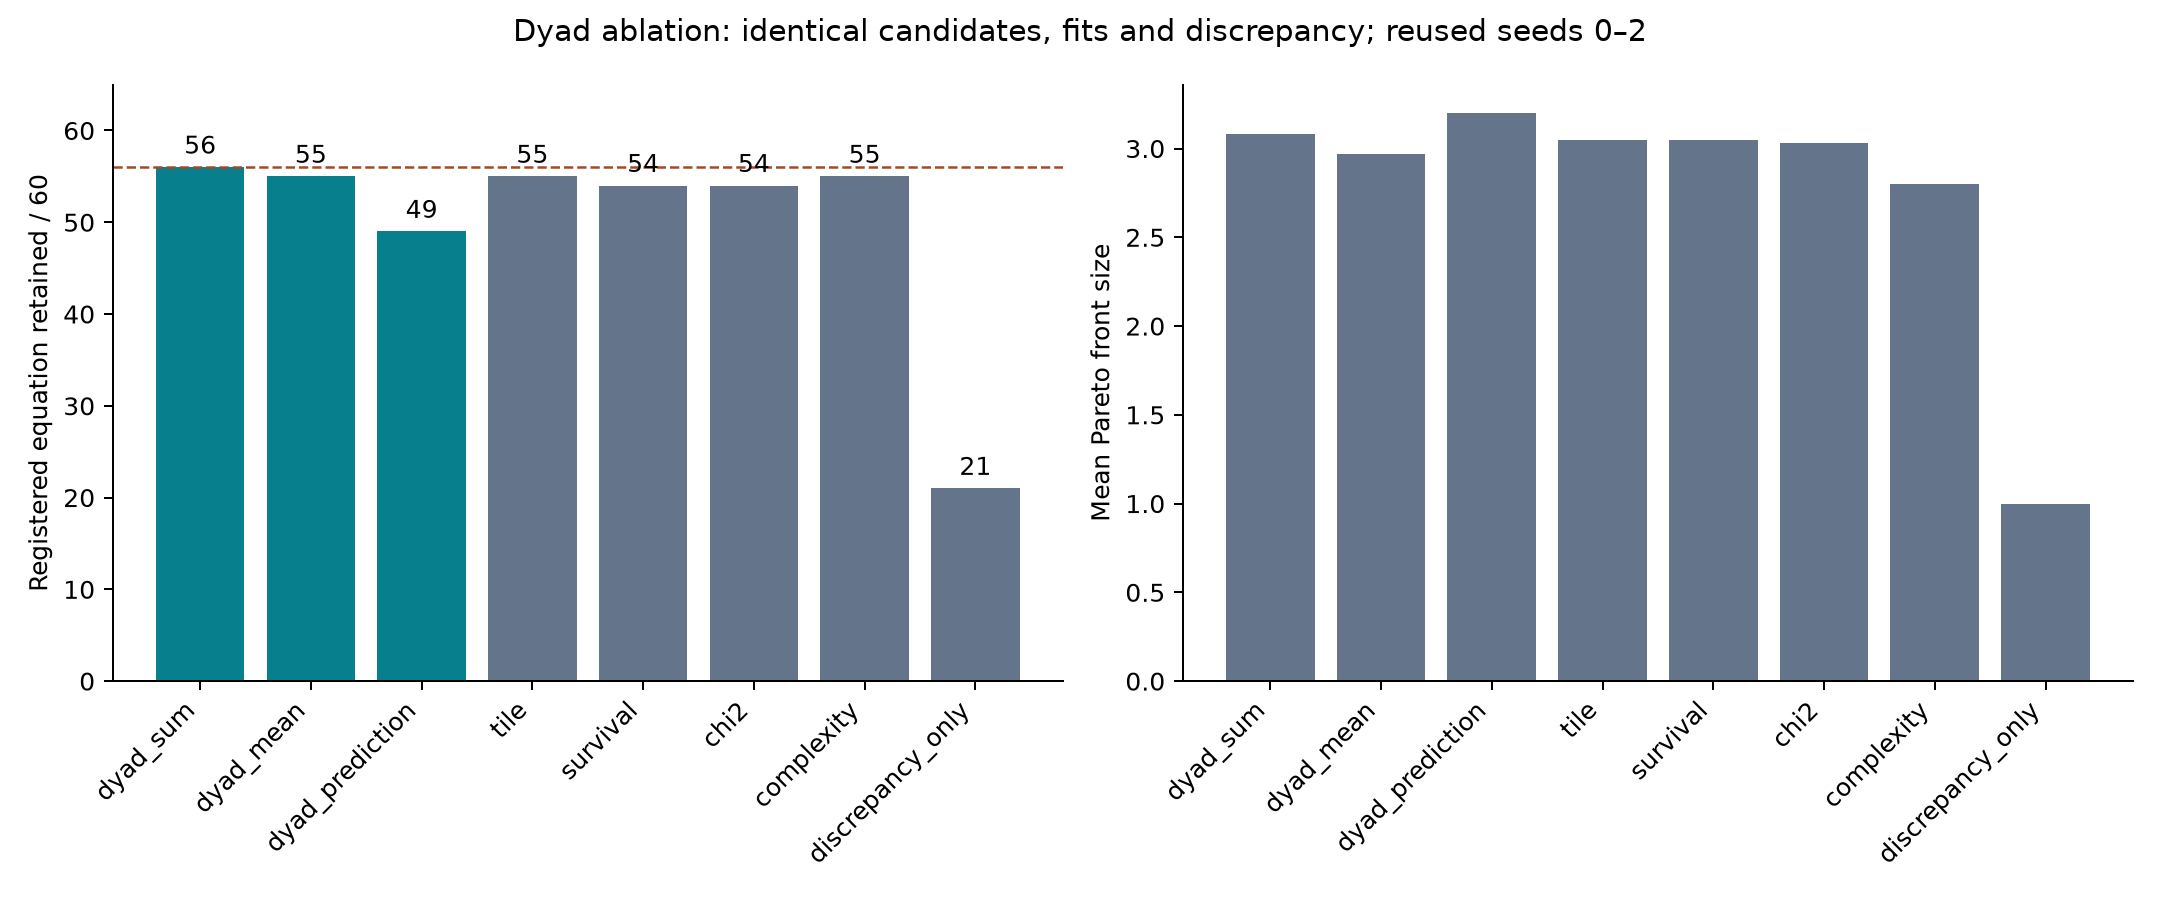 Dyad ablation: identical candidates, fits and discrepancy; reused seeds 0–2
Registered equation retained / 60
60
50
40
30
20
10
0
56
55
49
55
54
54
55
21
dyad_sum
dyad_mean
dyad_prediction
tile
survival
chi2
complexity
discrepancy_only
Mean Pareto front size
3.0
2.5
2.0
1.5
1.0
0.5
0.0
dyad_sum
dyad_mean
dyad_prediction
tile
survival
chi2
complexity
discrepancy_only